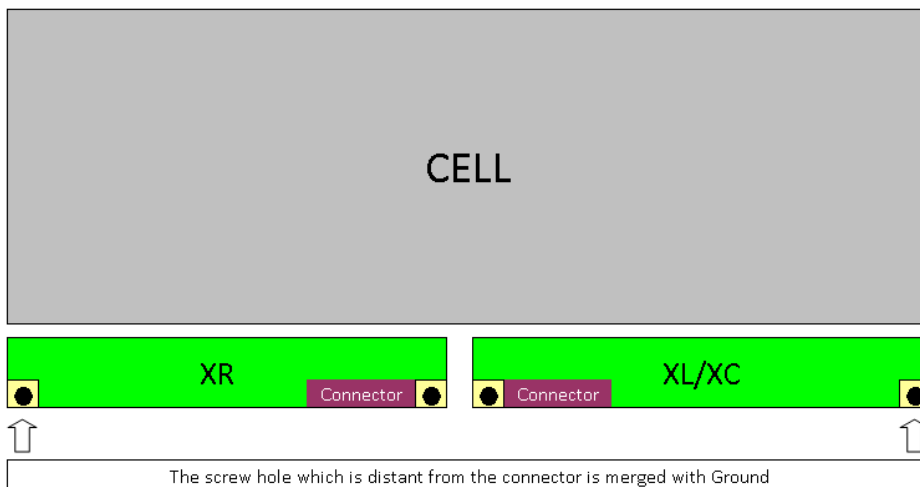 CELL
XR
XL/XC
Connector
Connector
The screw hole which is distant from the connector is merged with Ground